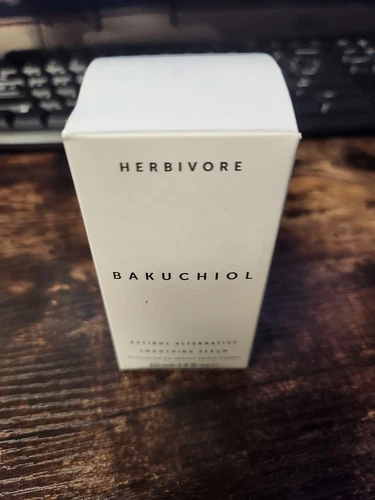 HERBIVORE
BAKUCHIOL
RETINOL ALTERNATIVE
SMOOTHING SERUM